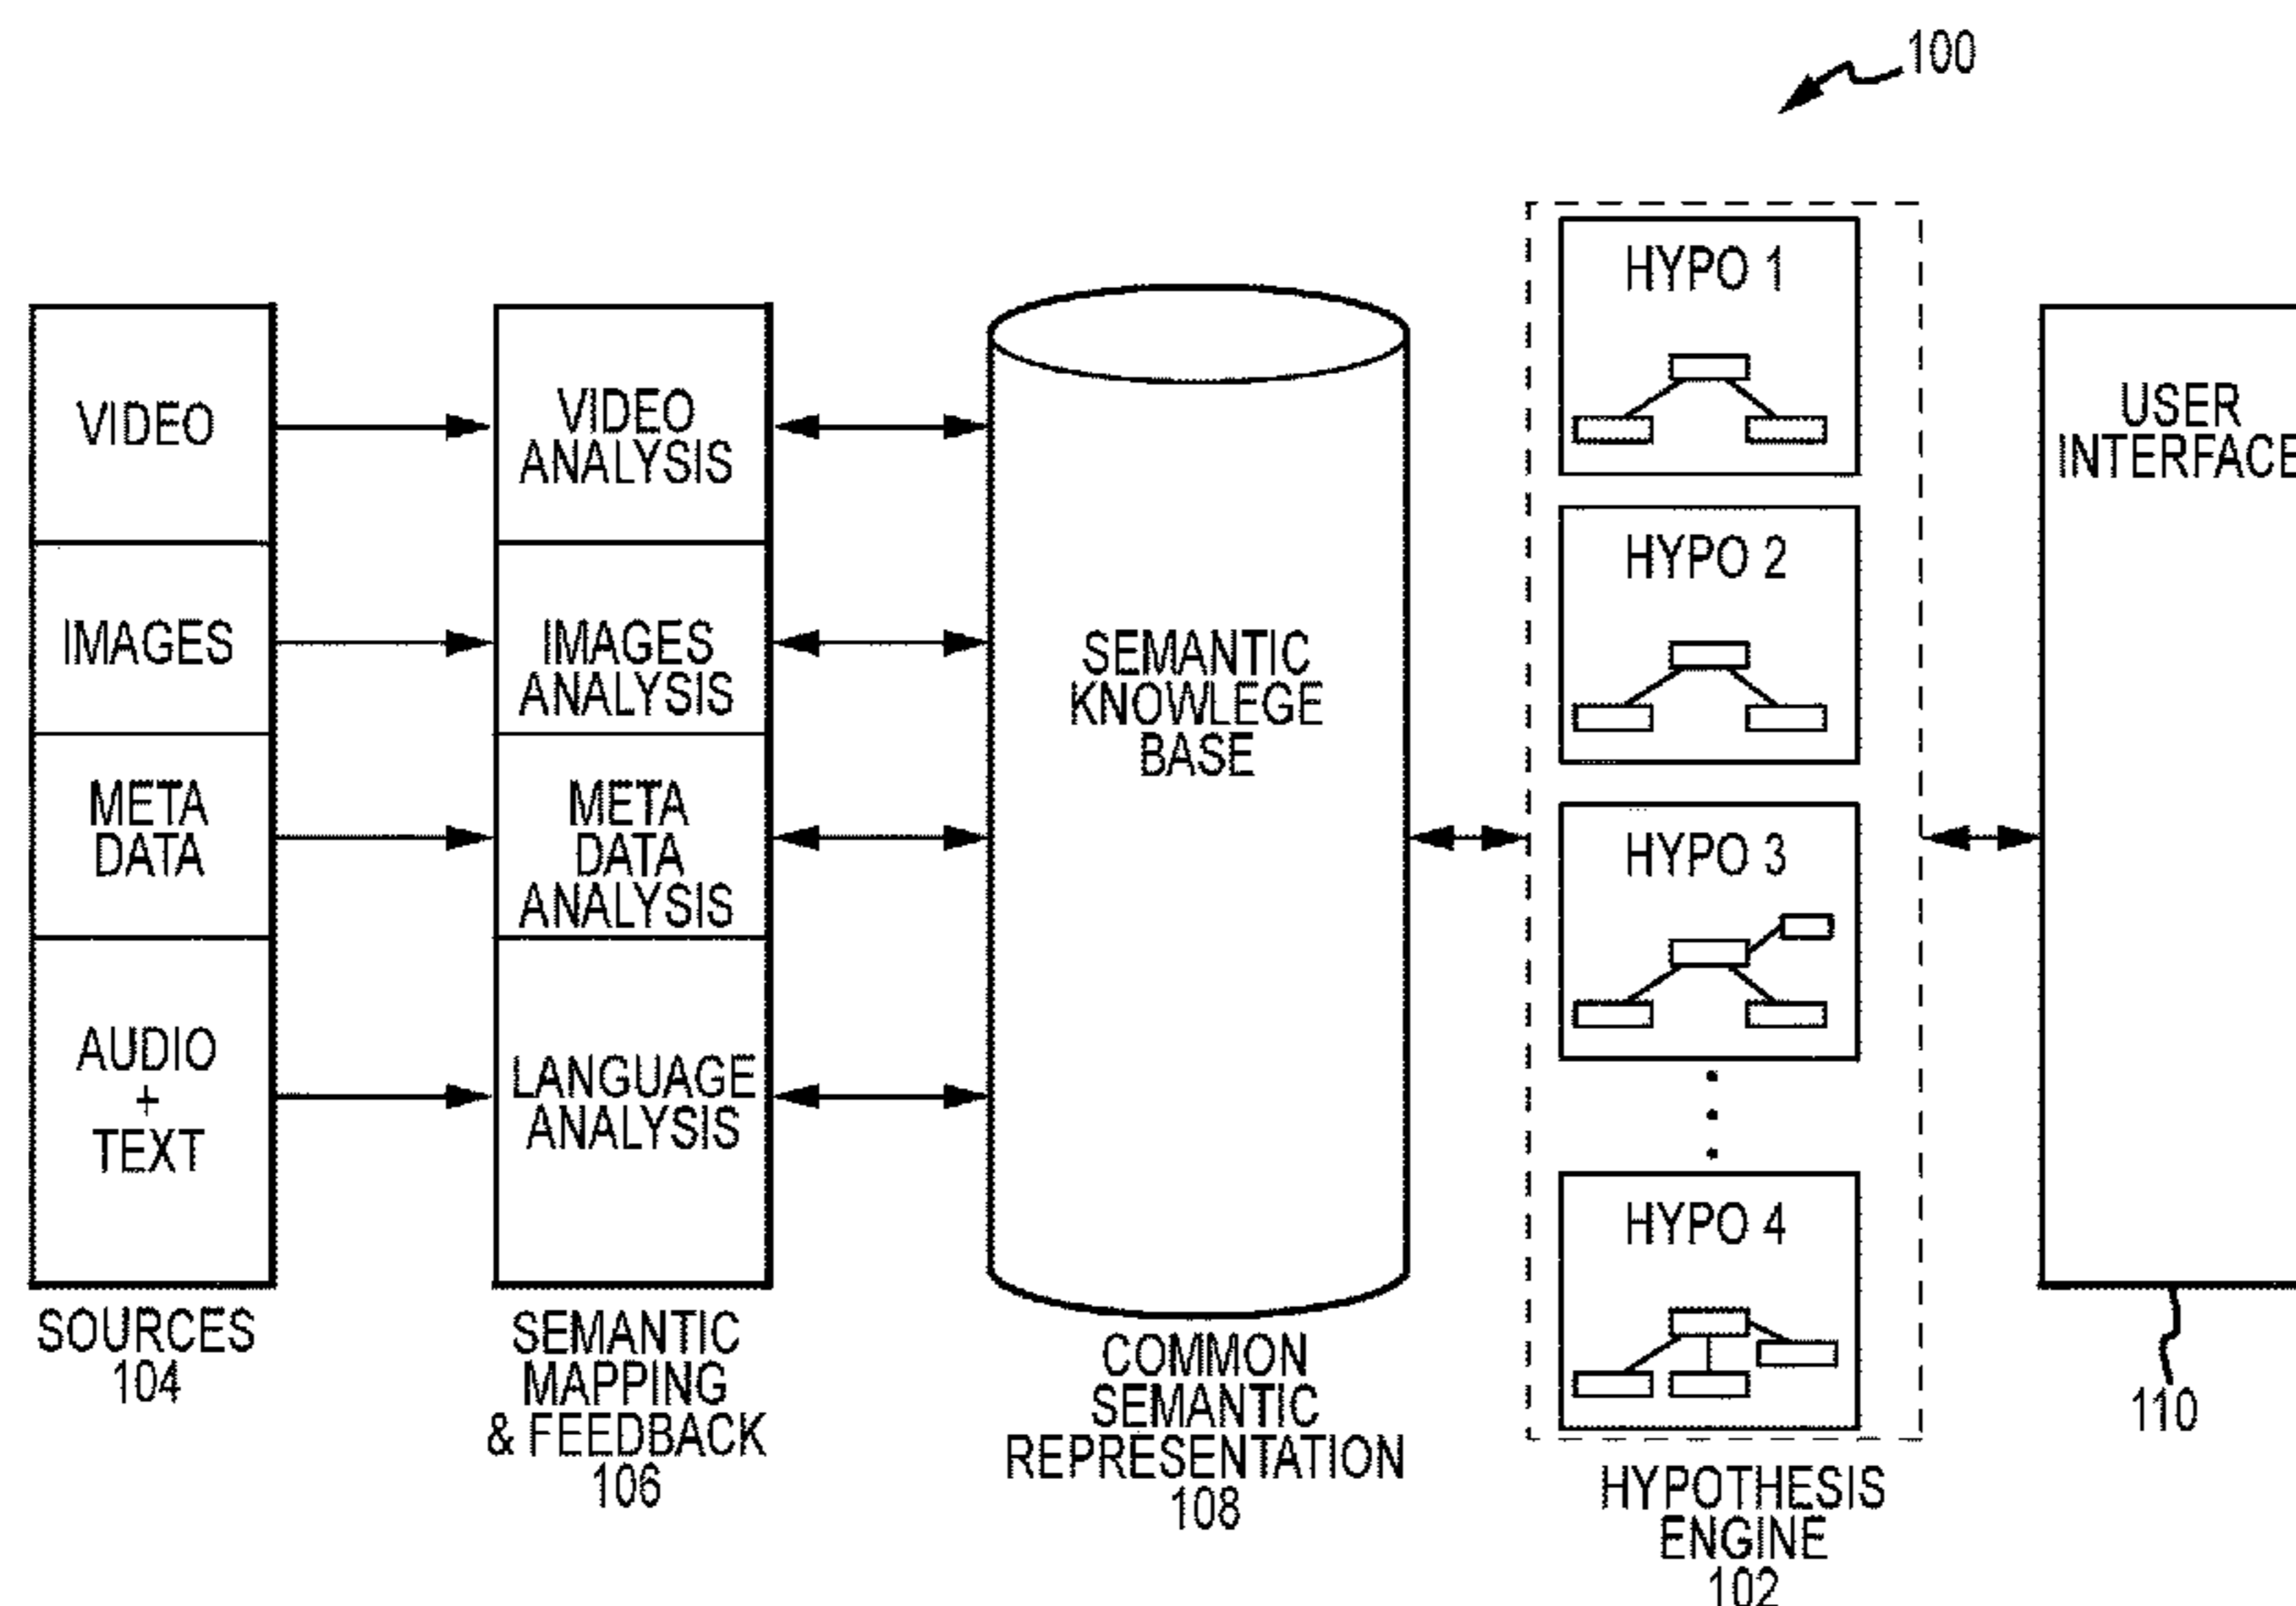 100
VIDEO
IMAGES
META
DATA
AUDIO
+
TEXT
SOURCES
104
VIDEO
ANALYSIS
IMAGES
ANALYSIS
META
DATA
ANALYSIS
LANGUAGE
ANALYSIS
SEMANTIC
MAPPING
& FEEDBACK
106
SEMANTIC
KNOWLEGE
BASE
COMMON
SEMANTIC
REPRESENTATION
108
HYPO 1
HYPO 2
HYPO 3
HYPO 4
HYPOTHESIS
ENGINE
102
USER
INTERFACE
110